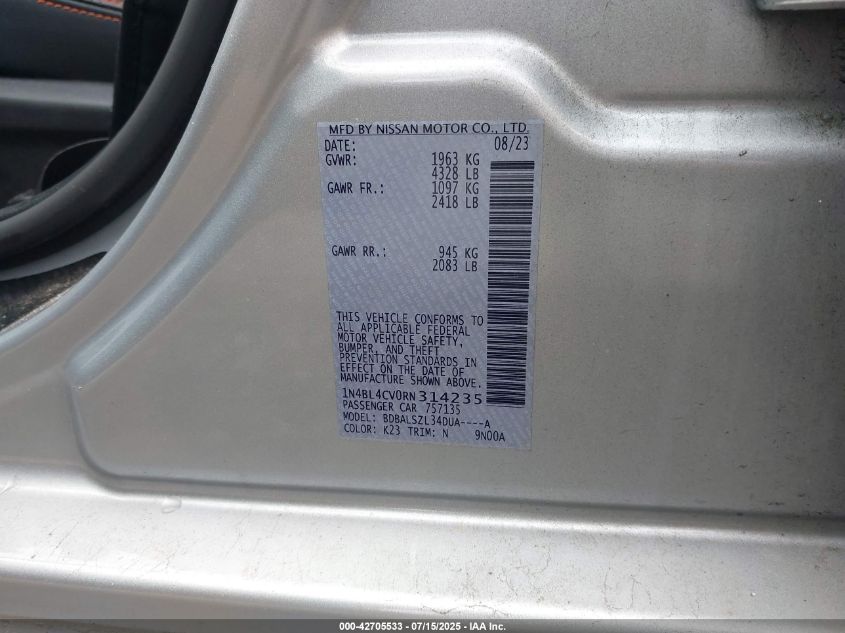 MFD BY NISSAN MOTOR CO., LTD.
DATE: 08/23
GVWR: 1963 KG
4328 LB
GAWR FR.: 1097 KG
2418 LB
GAWR RR.: 945 KG
2083 LB
THIS VEHICLE CONFORMS TO
ALL APPLICABLE FEDERAL
MOTOR VEHICLE SAFETY,
BUMPER, AND THEFT
PREVENTION STANDARDS IN
EFFECT ON THE DATE OF
MANUFACTURE SHOWN ABOVE.
1N4BL4CV0RN314235
PASSENGER CAR 757135
MODEL: BDBALSZL34DUA----A
COLOR: K23 TRIM: N 9N00A
000-42705533 - 07/15/2025 - IAA Inc.